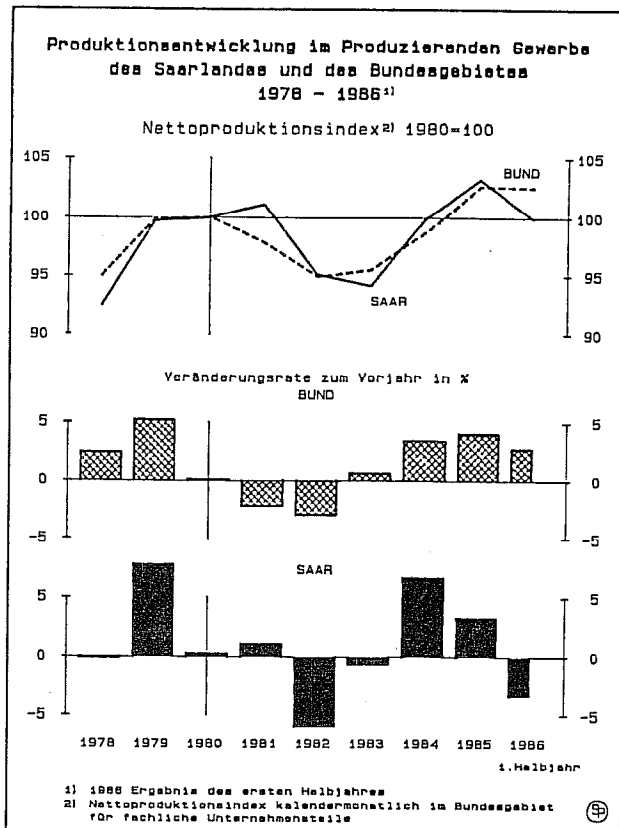 Produktionsentwicklung im Produzierenden Gewerbe
des Saarlandes und des Bundesgebietes
1978 - 1986¹⁾
Nettoproduktionsindex²⁾ 1980=100
105 105
BUND
100 100
95 95
SAAR
90 90
Veränderungsrate zum Vorjahr in %
BUND
5 5
0 0
-5 -5
SAAR
5 5
0 0
-5 -5
1978 1979 1980 1981 1982 1983 1984 1985 1986
1.Halbjahr
1) 1986 Ergebnis des ersten Halbjahres
2) Nettoproduktionsindex kalendermonatlich im Bundesgebiet
für fachliche Unternehmensteile